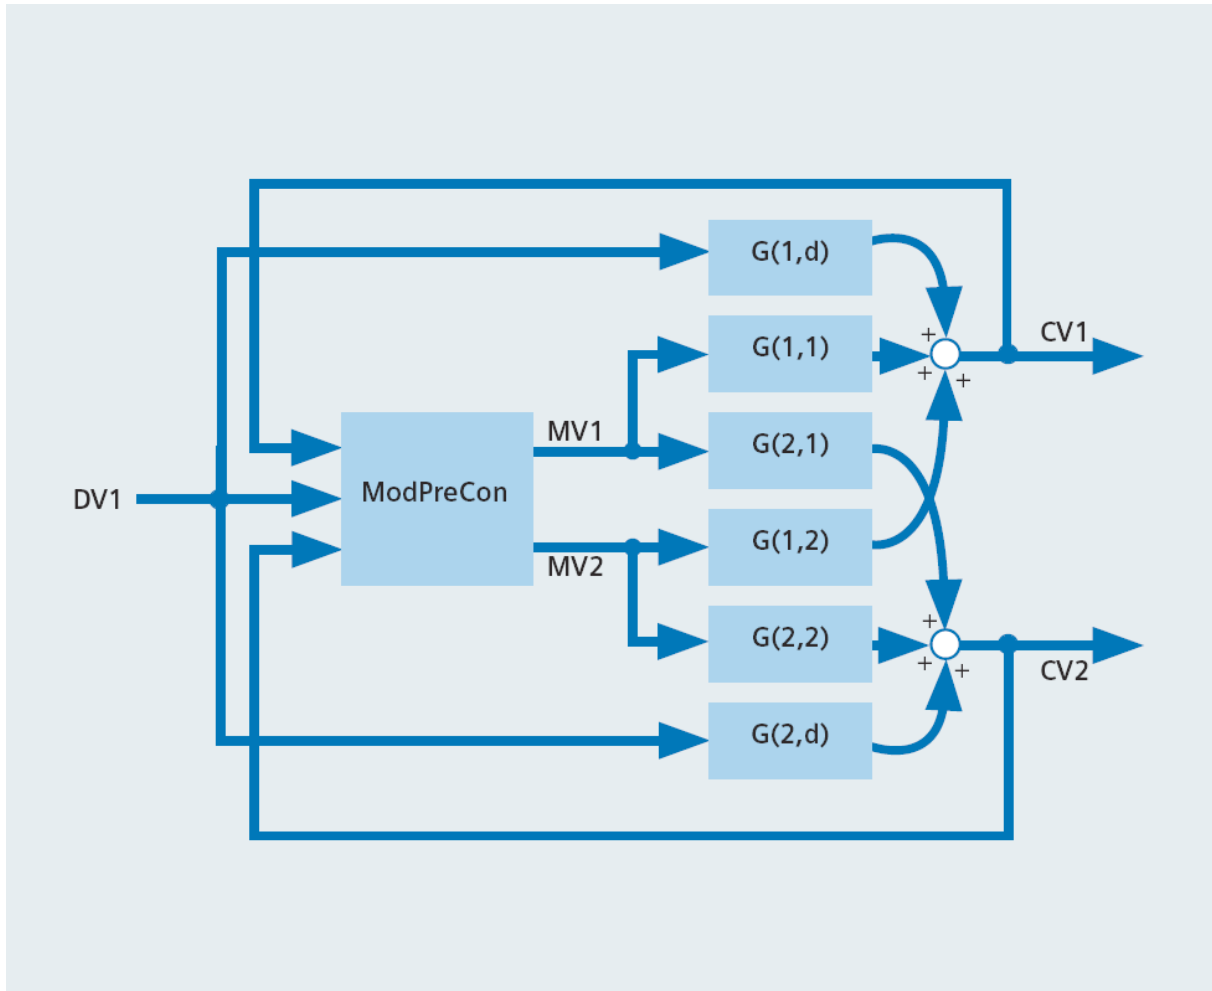 G(1,d)
CV1
+
G(1,1)
+
+
MV1
G(2,1)
ModPreCon
DV1
G(1,2)
MV2
+
G(2,2)
+
+
CV2
G(2,d)